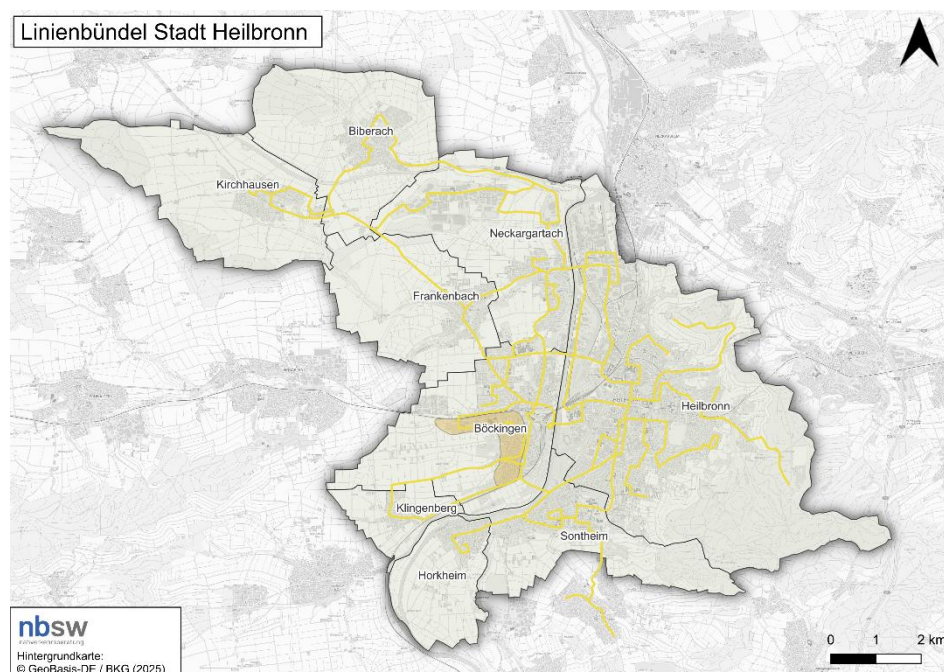 Linienbündel Stadt Heilbronn
Biberach
Kirchhausen
Neckargartach
Frankenbach
Heilbronn
Böckingen
Klingenberg
Sontheim
Horkheim
nbsw
Hintergrundkarte:
© GeoBasis-DE / BKG (2025)
0 1 2 km